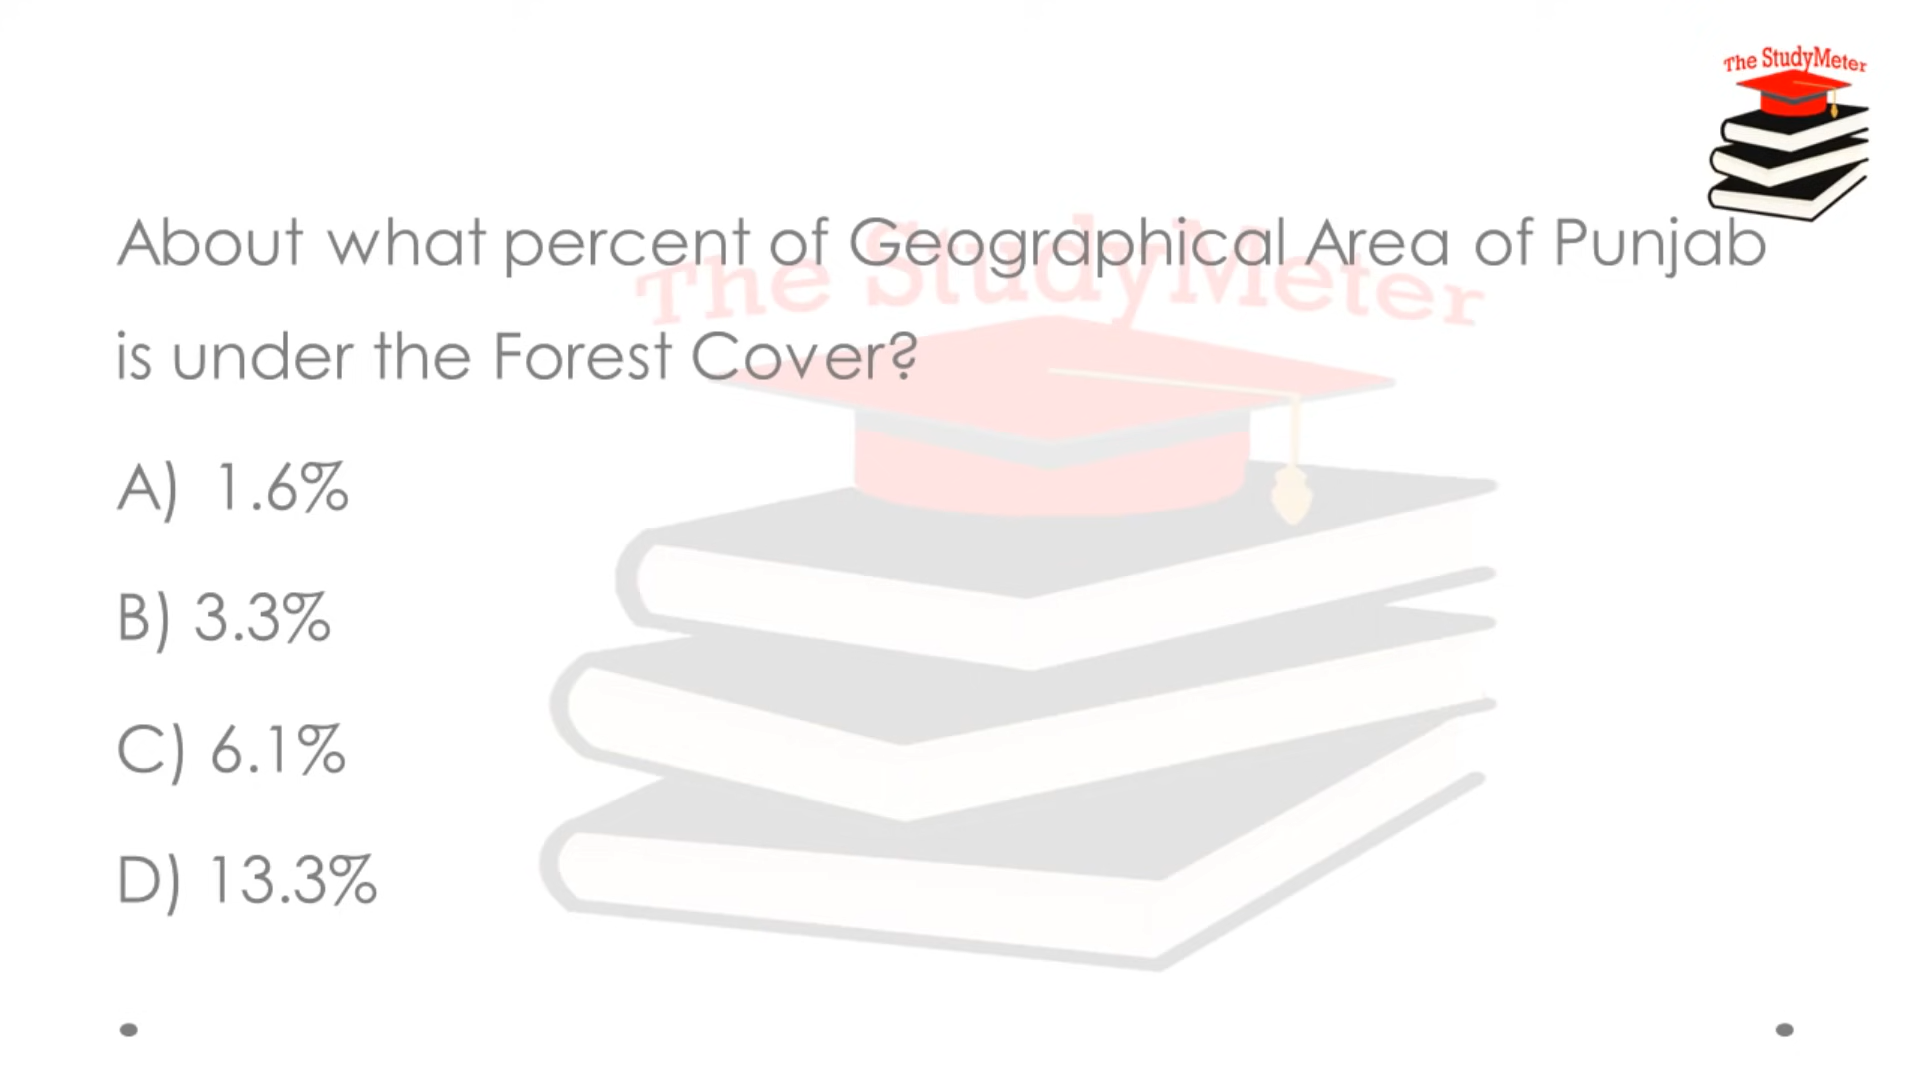 The StudyMeter
About what percent of Geographical Area of Punjab
The StudyMeter
is under the Forest Cover?
A) 1.6%
B) 3.3%
C) 6.1%
D) 13.3%